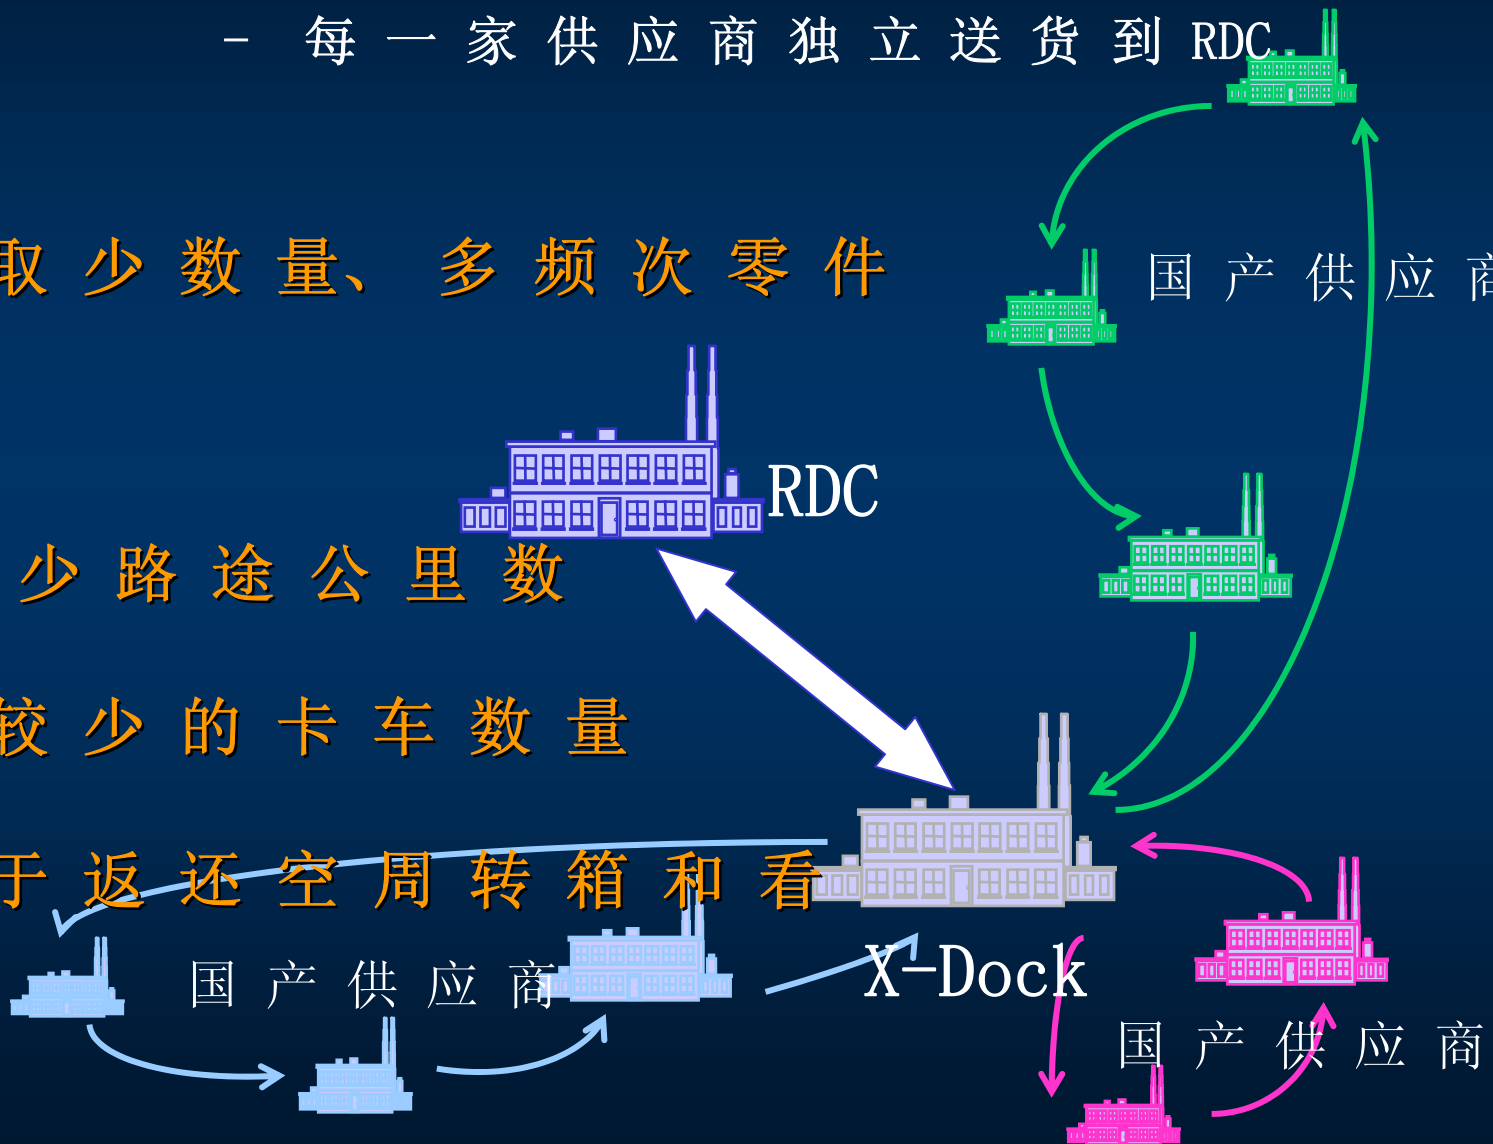 - 每一家供应商独立送货到RDC
取少数量、多频次零件
国产供应商
RDC
少路途公里数
较少的卡车数量
于返还空周转箱和看
国产供应商
X-Dock
国产供应商